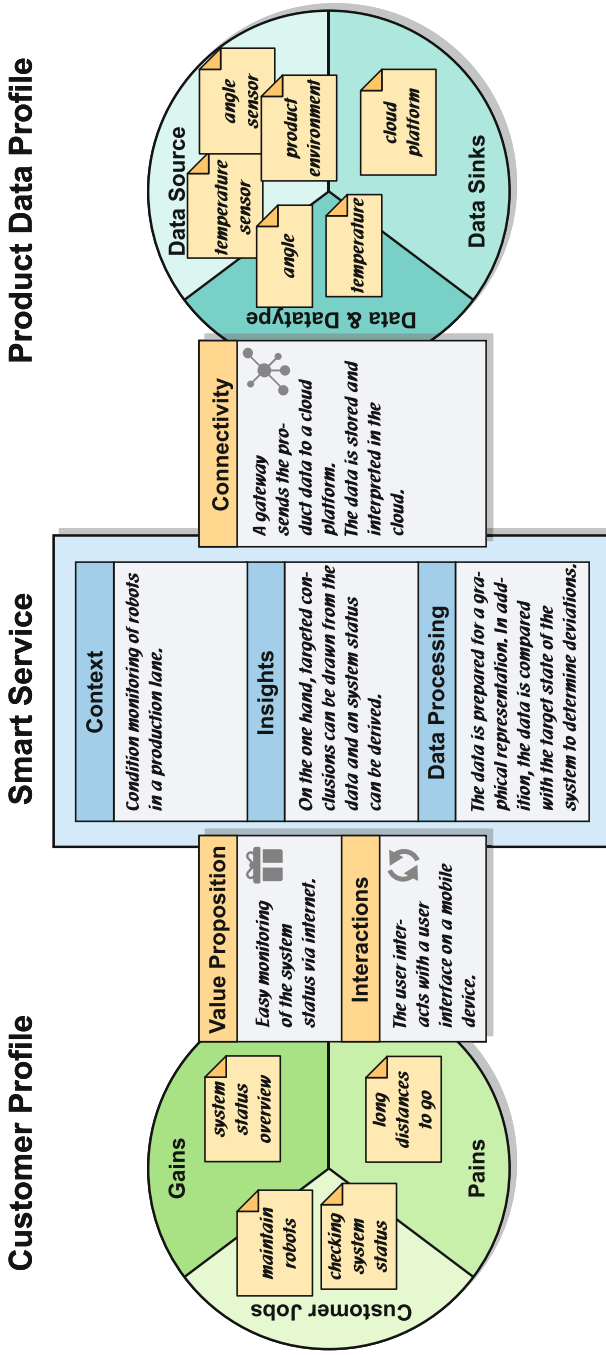 Customer Profile
Smart Service
Product Data Profile
Gains
system
status
overview
Customer Jobs
maintain
robots
checking
system
status
Pains
long
distances
to go
Value Proposition
Easy monitoring
of the system
status via internet.
Interactions
The user inter-
acts with a user
interface on a mobile
device.
Context
Condition monitoring of robots
in a production lane.
Insights
On the one hand, targeted con-
clusions can be drawn from the
data and an system status
can be derived.
Data Processing
The data is prepared for a gra-
phical representation. In add-
ition, the data is compared
with the target state of the
system to determine deviations.
Connectivity
A gateway
sends the pro-
duct data to a cloud
platform.
The data is stored and
interpreted in the
cloud.
Data Source
temperature
sensor
angle
sensor
product
environment
Data & Datatype
angle
temperature
Data Sinks
cloud
platform